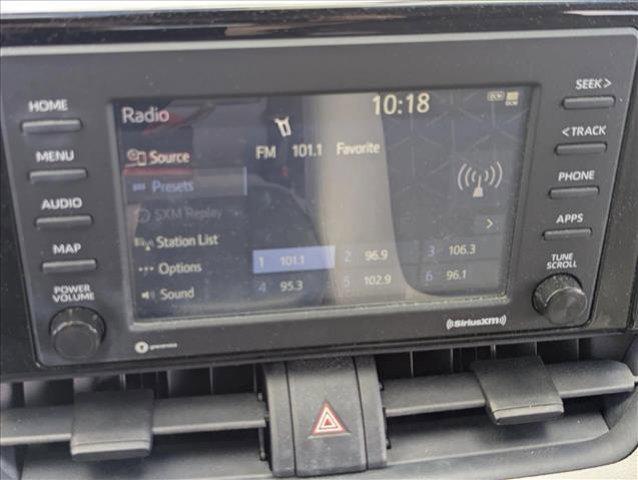 HOME
MENU
AUDIO
MAP
POWER
VOLUME
Radio
10:18
DCM
Source
FM 101.1 Favorite
Presets
SXM Replay
Station List
Options
Sound
1 101.1 2 96.9 3 106.3
4 95.3 5 102.9 6 96.1
SEEK >
< TRACK
PHONE
APPS
TUNE
SCROLL
((SiriusXM))
gracenote